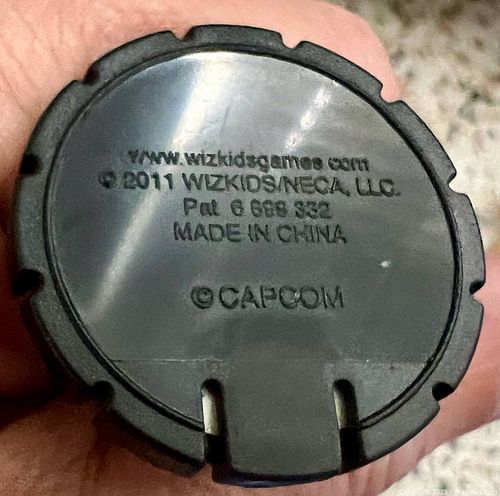 www.wizkidsgames.com
© 2011 WIZKIDS/NECA, LLC.
Pat. 6 899 332
MADE IN CHINA
© CAPCOM